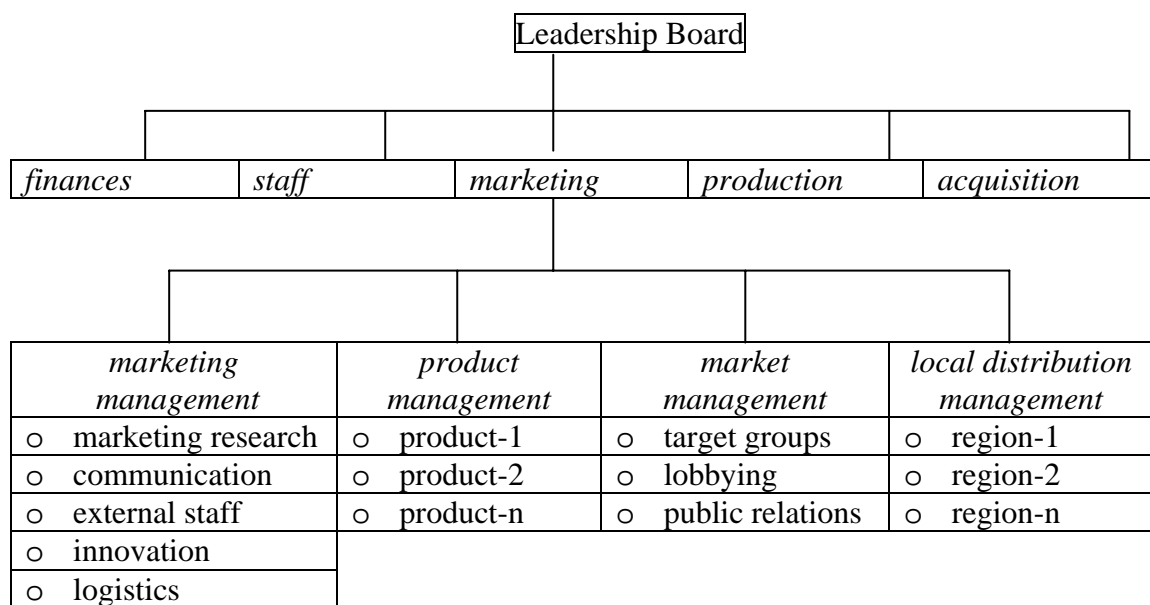 Leadership Board
finances staff marketing production acquisition
marketing product market local distribution
management management management management
o marketing research o product-1 o target groups o region-1
o communication o product-2 o lobbying o region-2
o external staff o product-n o public relations o region-n
o innovation
o logistics